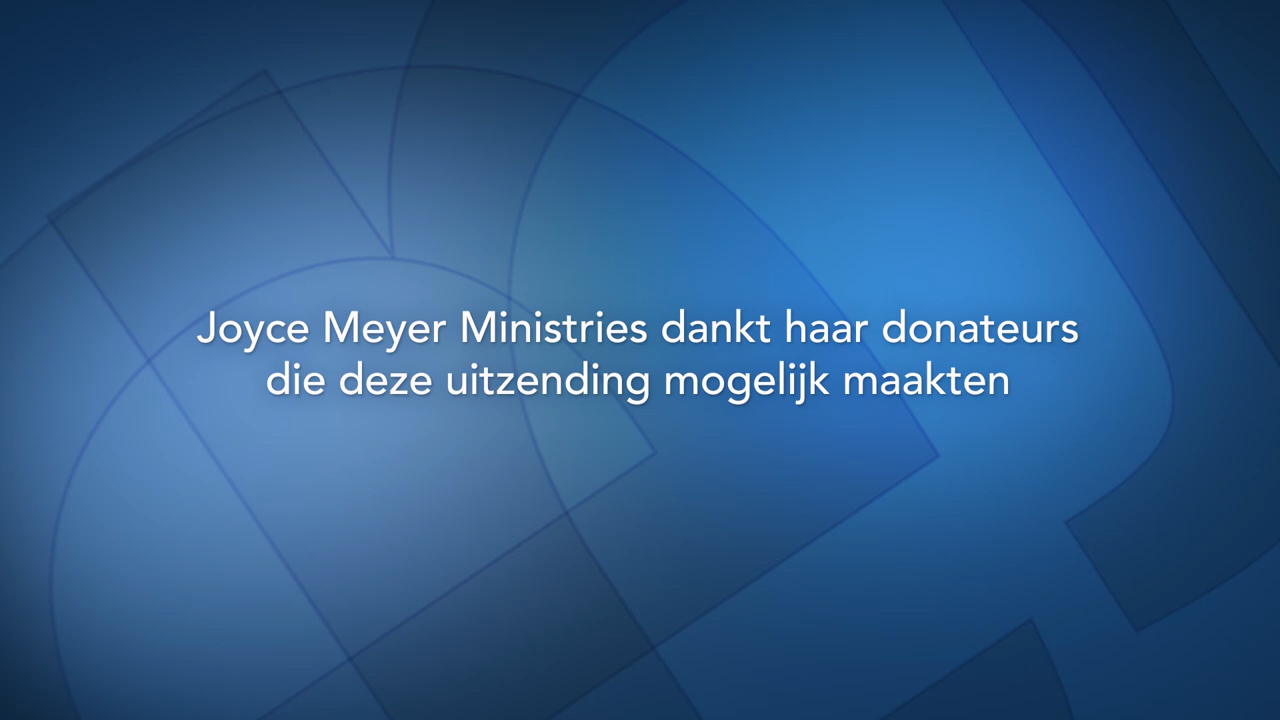 Joyce Meyer Ministries dankt haar donateurs
die deze uitzending mogelijk maakten